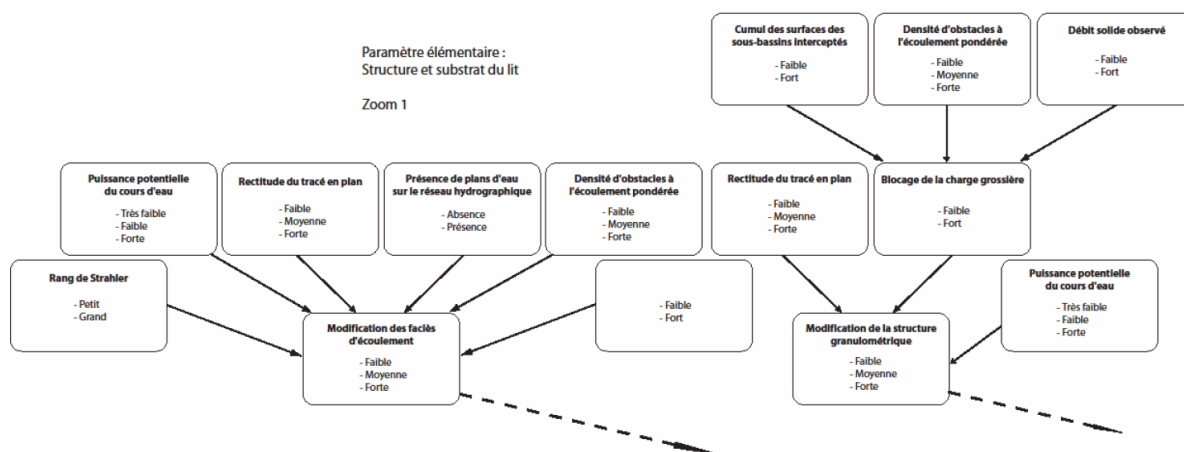 Paramètre élémentaire :
Structure et substrat du lit
Zoom 1
Cumul des surfaces des
sous-bassins interceptés
- Faible
- Fort
Densité d'obstacles à
l'écoulement pondérée
- Faible
- Moyenne
- Forte
Débit solide observé
- Faible
- Fort
Puissance potentielle
du cours d'eau
- Très faible
- Faible
- Forte
Rectitude du tracé en plan
- Faible
- Moyenne
- Forte
Présence de plans d'eau
sur le réseau hydrographique
- Absence
- Présence
Densité d'obstacles à
l'écoulement pondérée
- Faible
- Moyenne
- Forte
Rectitude du tracé en plan
- Faible
- Moyenne
- Forte
Blocage de la charge grossière
- Faible
- Fort
Rang de Strahler
- Petit
- Grand
- Faible
- Fort
Puissance potentielle
du cours d'eau
- Très faible
- Faible
- Forte
Modification des faciès
d'écoulement
- Faible
- Moyenne
- Forte
Modification de la structure
granulométrique
- Faible
- Moyenne
- Forte